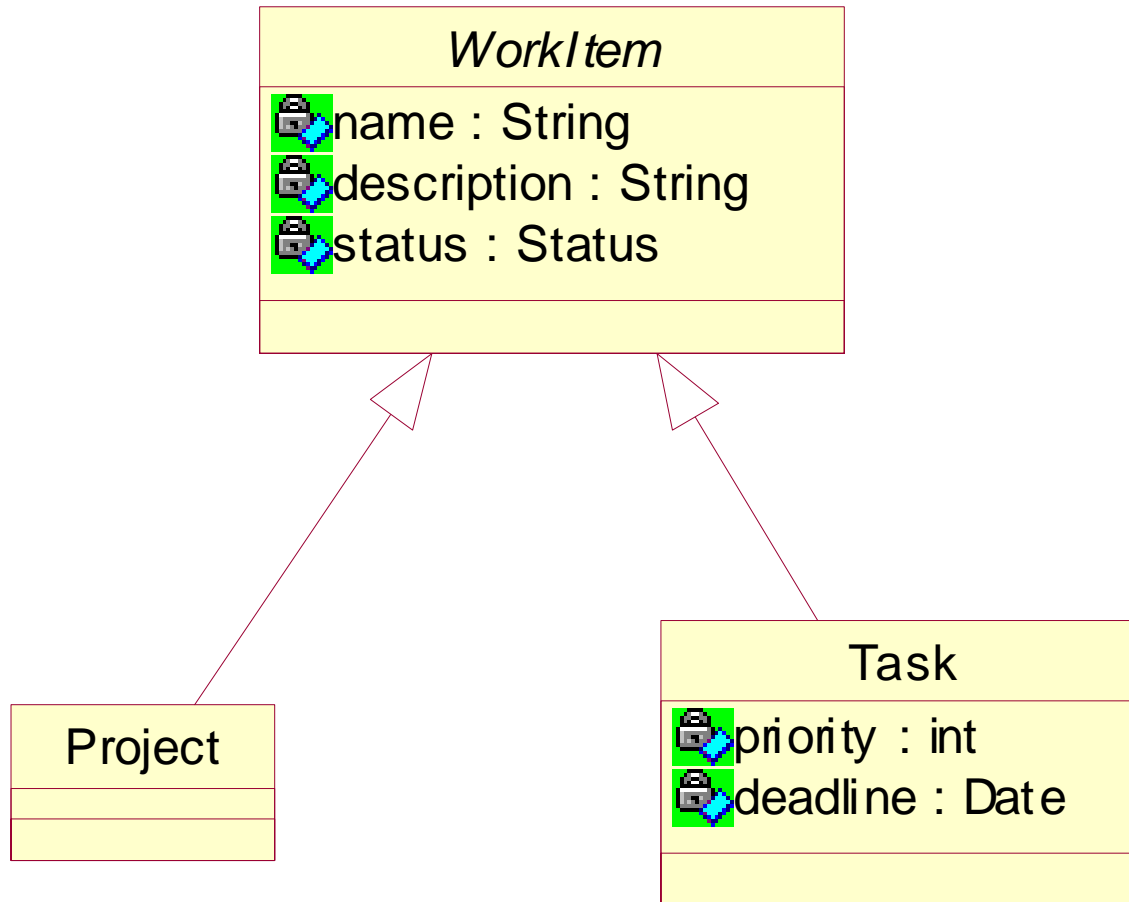 WorkItem
name : String
description : String
status : Status
Project
Task
priority : int
deadline : Date